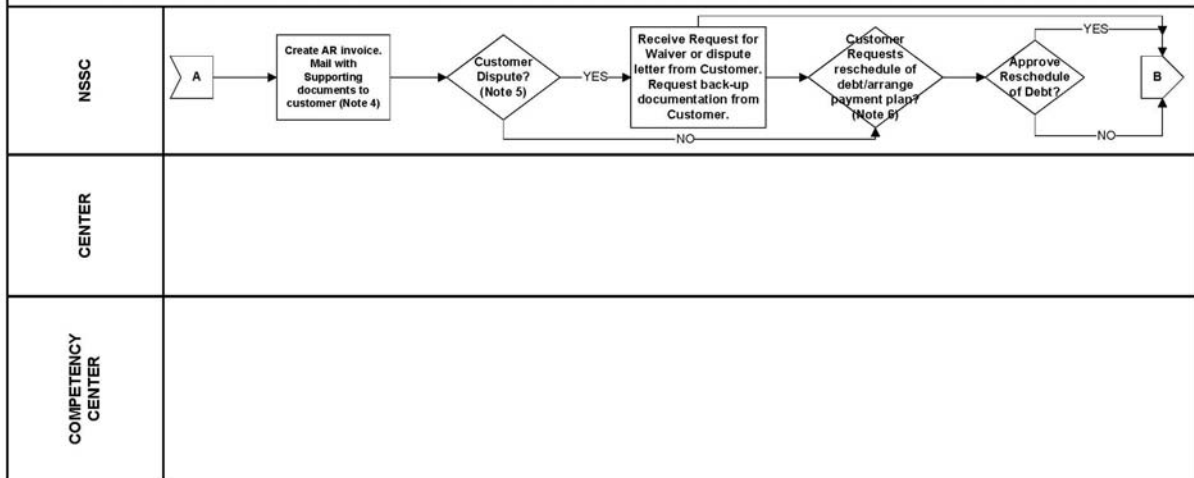 NSSC
A
Create AR invoice.
Mail with
Supporting
documents to
customer (Note 4)
Customer
Dispute?
(Note 5)
YES
Receive Request for
Waiver or dispute
letter from Customer.
Request back-up
documentation from
Customer.
NO
Customer
Requests
reschedule of
debt/arrange
payment plan?
(Note 6)
Approve
Reschedule
of Debt?
YES
NO
B
CENTER
COMPETENCY
CENTER